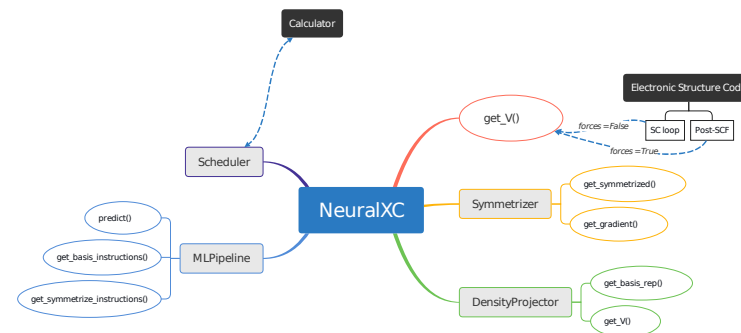 Calculator
Electronic Structure Cod
get_V()
forces=False
SC loop
Post-SCF
forces=True
Scheduler
Symmetrizer
get_symmetrized()
get_gradient()
NeuralXC
predict()
get_basis_instructions()
MLPipeline
get_symmetrize_instructions()
DensityProjector
get_basis_rep()
get_V()